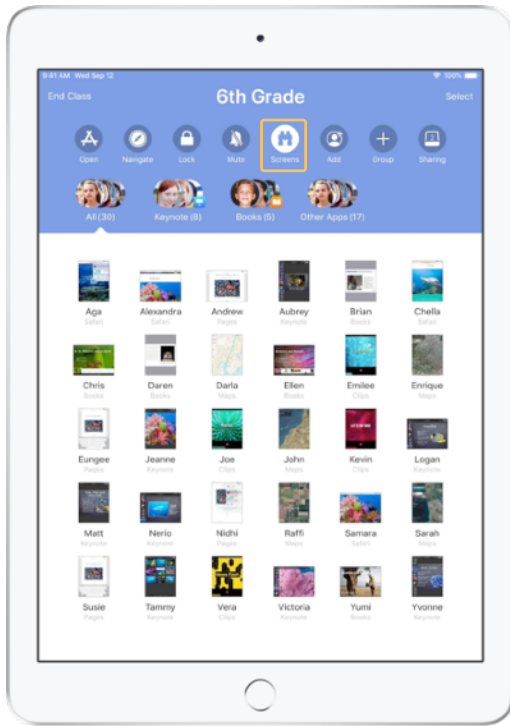 9:41 AM Wed Sep 12
100%
End Class
6th Grade
Select
Open
Navigate
Lock
Mute
Screens
Add
Group
Sharing
All (30)
Keynote (8)
Books (5)
Other Apps (17)
Aga Alexandra Andrew Aubrey Brian Chella
Safari Safari Pages Keynote Books Safari
Chris Daren Darla Ellen Emilee Enrique
Books Books Maps Books Clips Maps
Eungee Jeanne Joe John Kevin Logan
Pages Keynote Clips Maps Clips Keynote
Matt Nerio Nidhi Raffi Samara Sarah
Keynote Keynote Pages Maps Safari Maps
Susie Tammy Vera Victoria Yumi Yvonne
Pages Keynote Clips Keynote Books Keynote